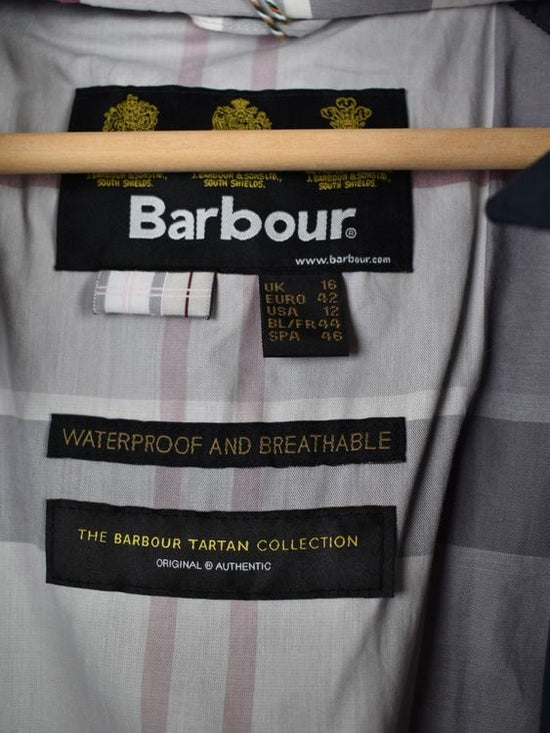 J. BARBOUR & SONS LTD., J. BARBOUR & SONS LTD., J. BARBOUR & SONS LTD.,
SOUTH SHIELDS. SOUTH SHIELDS. SOUTH SHIELDS.
Barbour®
www.barbour.com
UK 16
EURO 42
USA 12
BL/FR 44
SPA 46
WATERPROOF AND BREATHABLE
THE BARBOUR TARTAN COLLECTION
ORIGINAL ® AUTHENTIC